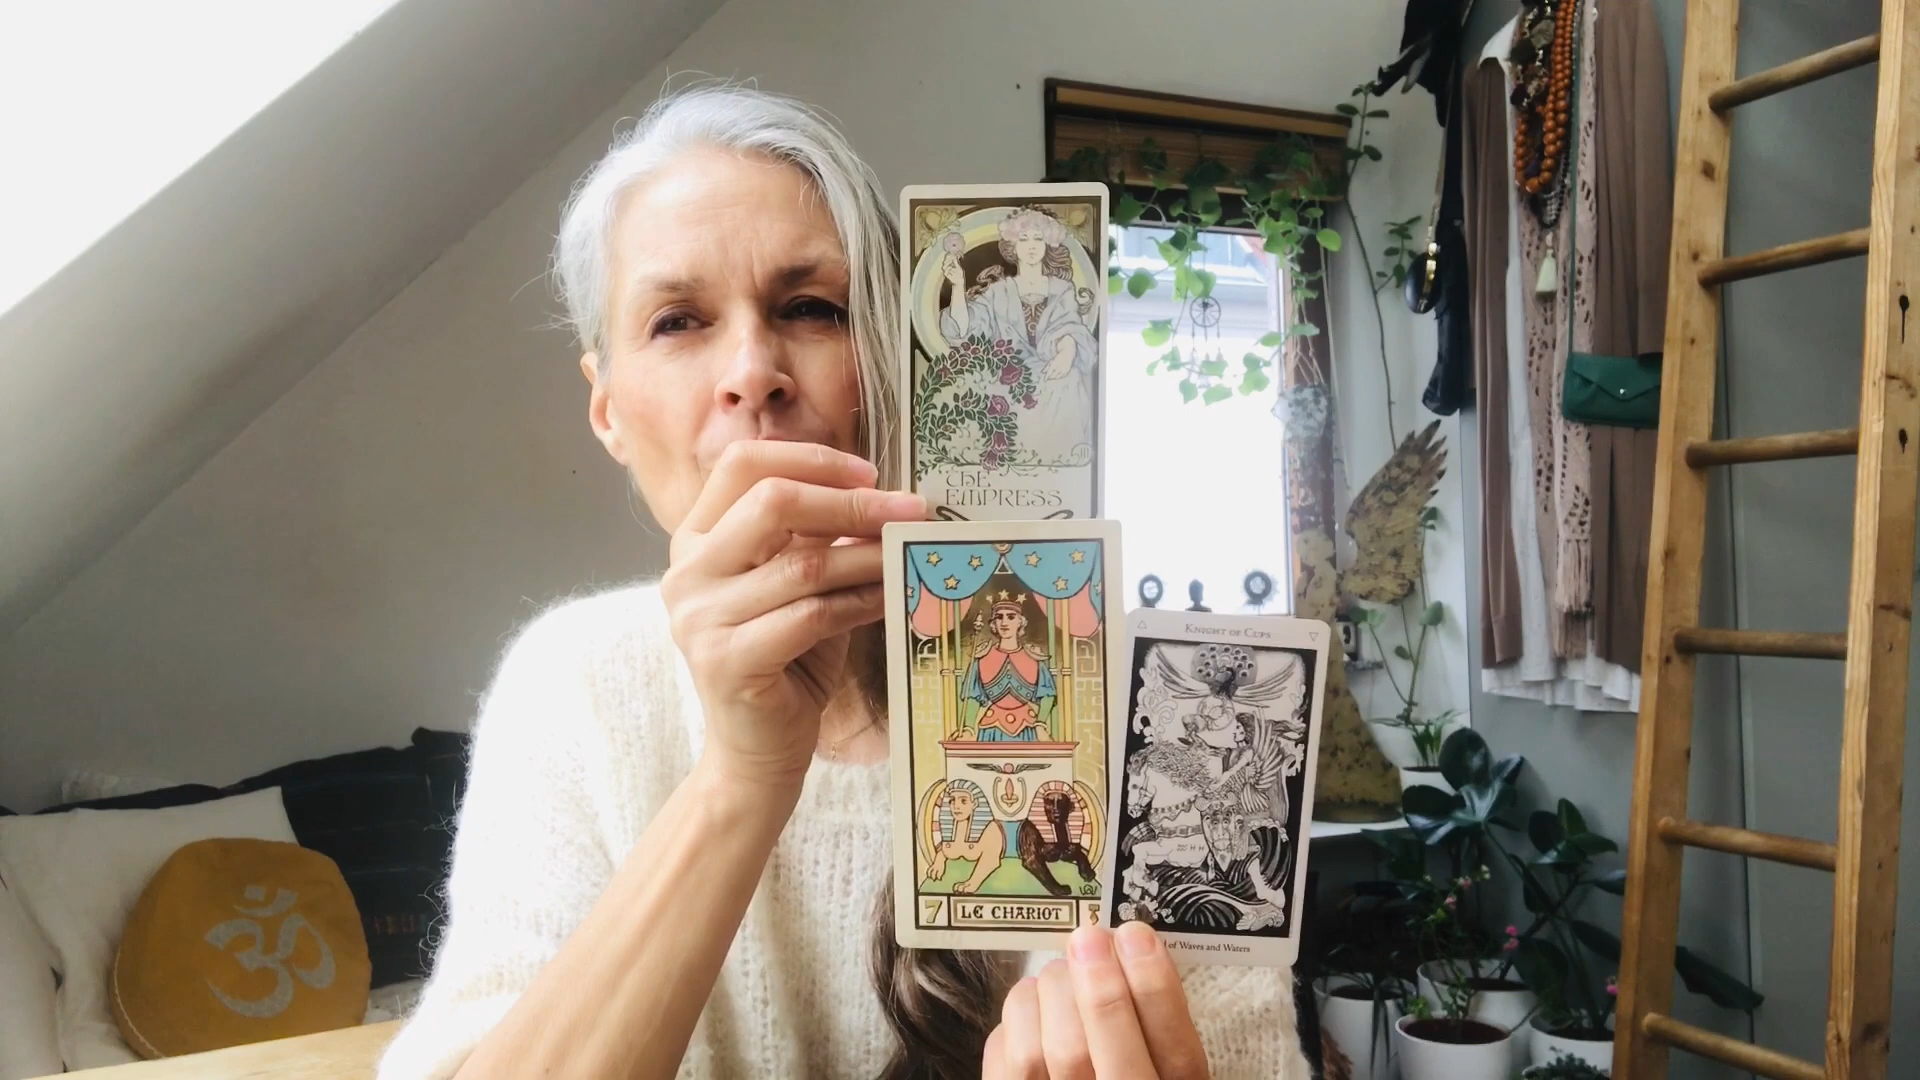 THE
EMPRESS
7 LE CHARIOT
KNIGHT OF CUPS
of Waves and Waters
ॐ